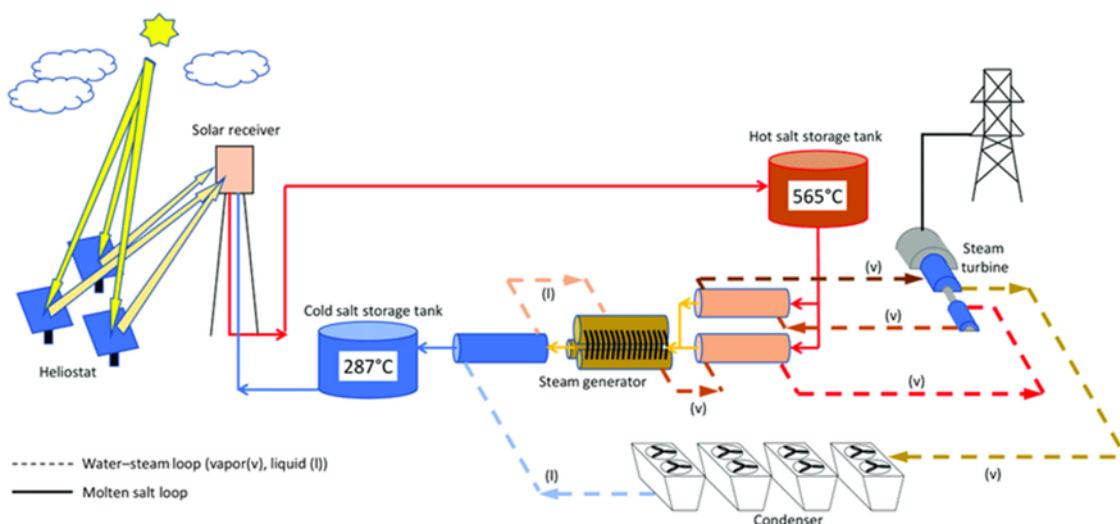 Solar receiver
Hot salt storage tank
565°C
Steam
turbine
(v)
(l)
(v)
Cold salt storage tank
287°C
Steam generator
(v)
(v)
Heliostat
Water–steam loop (vapor(v), liquid (l))
Molten salt loop
(l)
(v)
Condenser